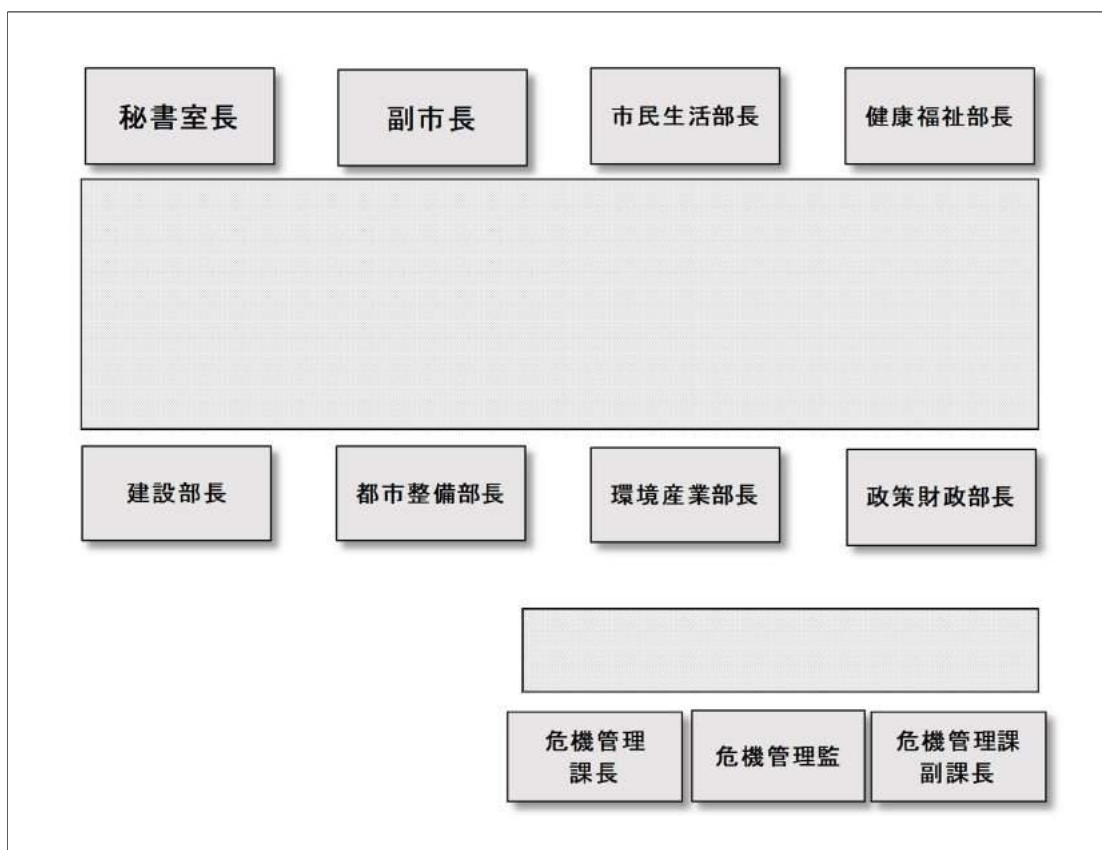 秘書室長
副市長
市民生活部長
健康福祉部長
建設部長
都市整備部長
環境産業部長
政策財政部長
危機管理
課長
危機管理監
危機管理課
副課長